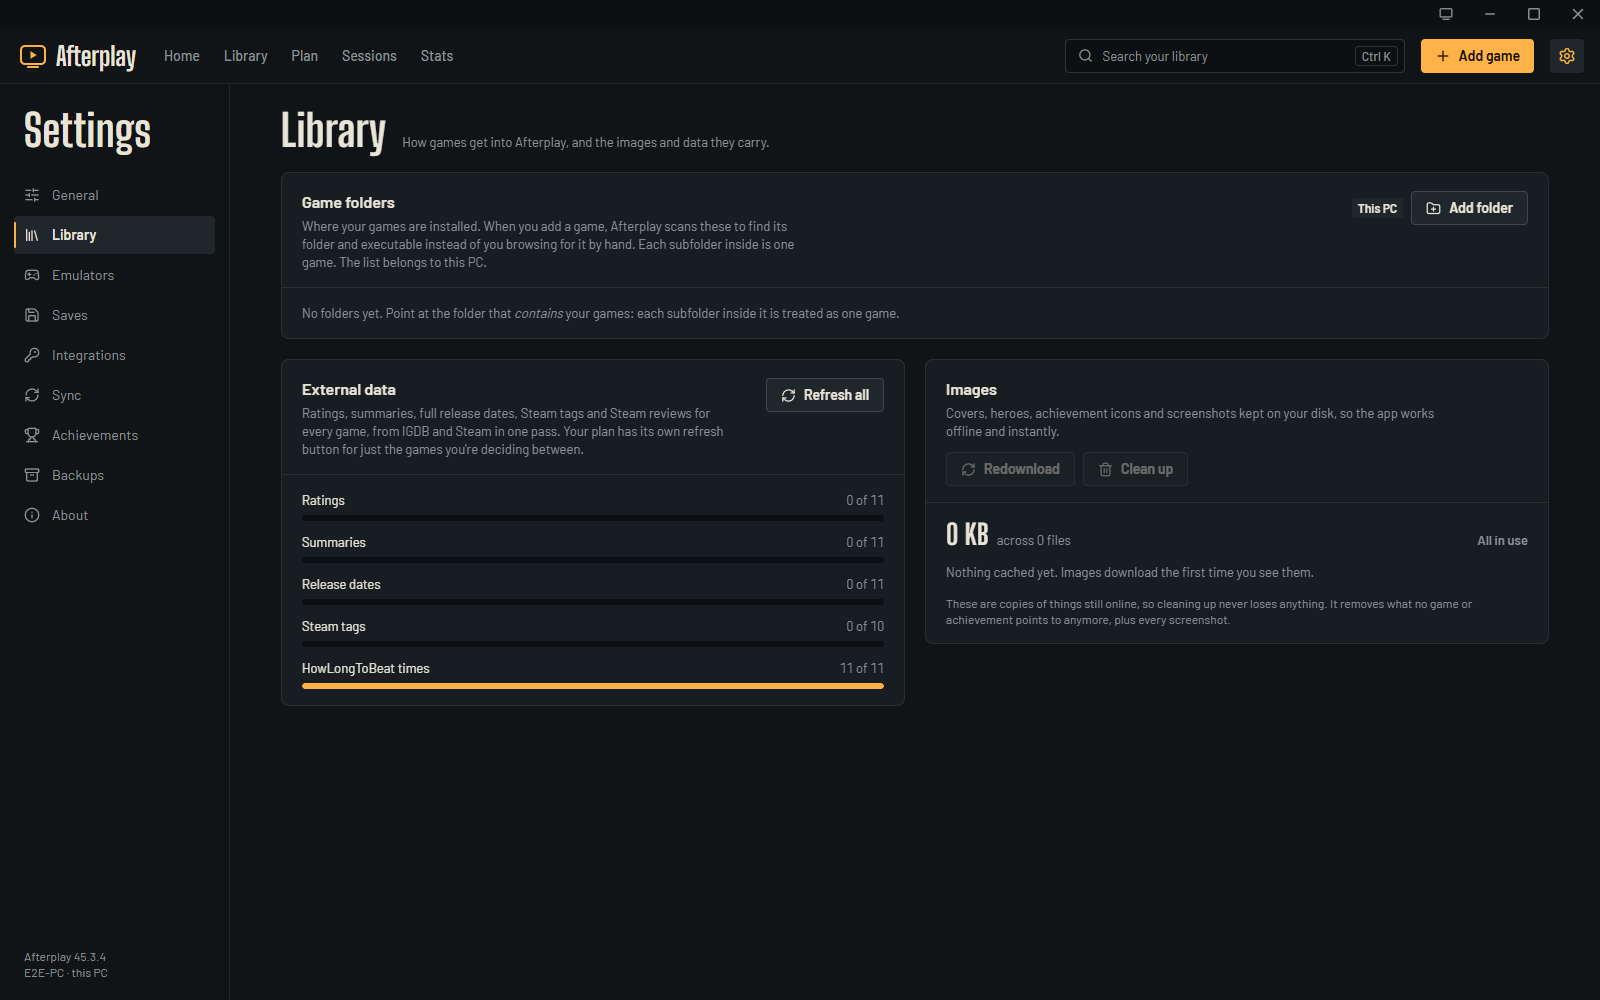 Afterplay
Home
Library
Plan
Sessions
Stats
Search your library
Ctrl K
Add game
Settings
General
Library
Emulators
Saves
Integrations
Sync
Achievements
Backups
About
Afterplay 45.3.4
E2E-PC · this PC
Library
How games get into Afterplay, and the images and data they carry.
Game folders
Where your games are installed. When you add a game, Afterplay scans these to find its
folder and executable instead of you browsing for it by hand. Each subfolder inside is one
game. The list belongs to this PC.
This PC
Add folder
No folders yet. Point at the folder that contains your games: each subfolder inside it is treated as one game.
External data
Ratings, summaries, full release dates, Steam tags and Steam reviews for
every game, from IGDB and Steam in one pass. Your plan has its own refresh
button for just the games you're deciding between.
Refresh all
Ratings
0 of 11
Summaries
0 of 11
Release dates
0 of 11
Steam tags
0 of 10
HowLongToBeat times
11 of 11
Images
Covers, heroes, achievement icons and screenshots kept on your disk, so the app works
offline and instantly.
Redownload
Clean up
0 KB across 0 files
All in use
Nothing cached yet. Images download the first time you see them.
These are copies of things still online, so cleaning up never loses anything. It removes what no game or
achievement points to anymore, plus every screenshot.